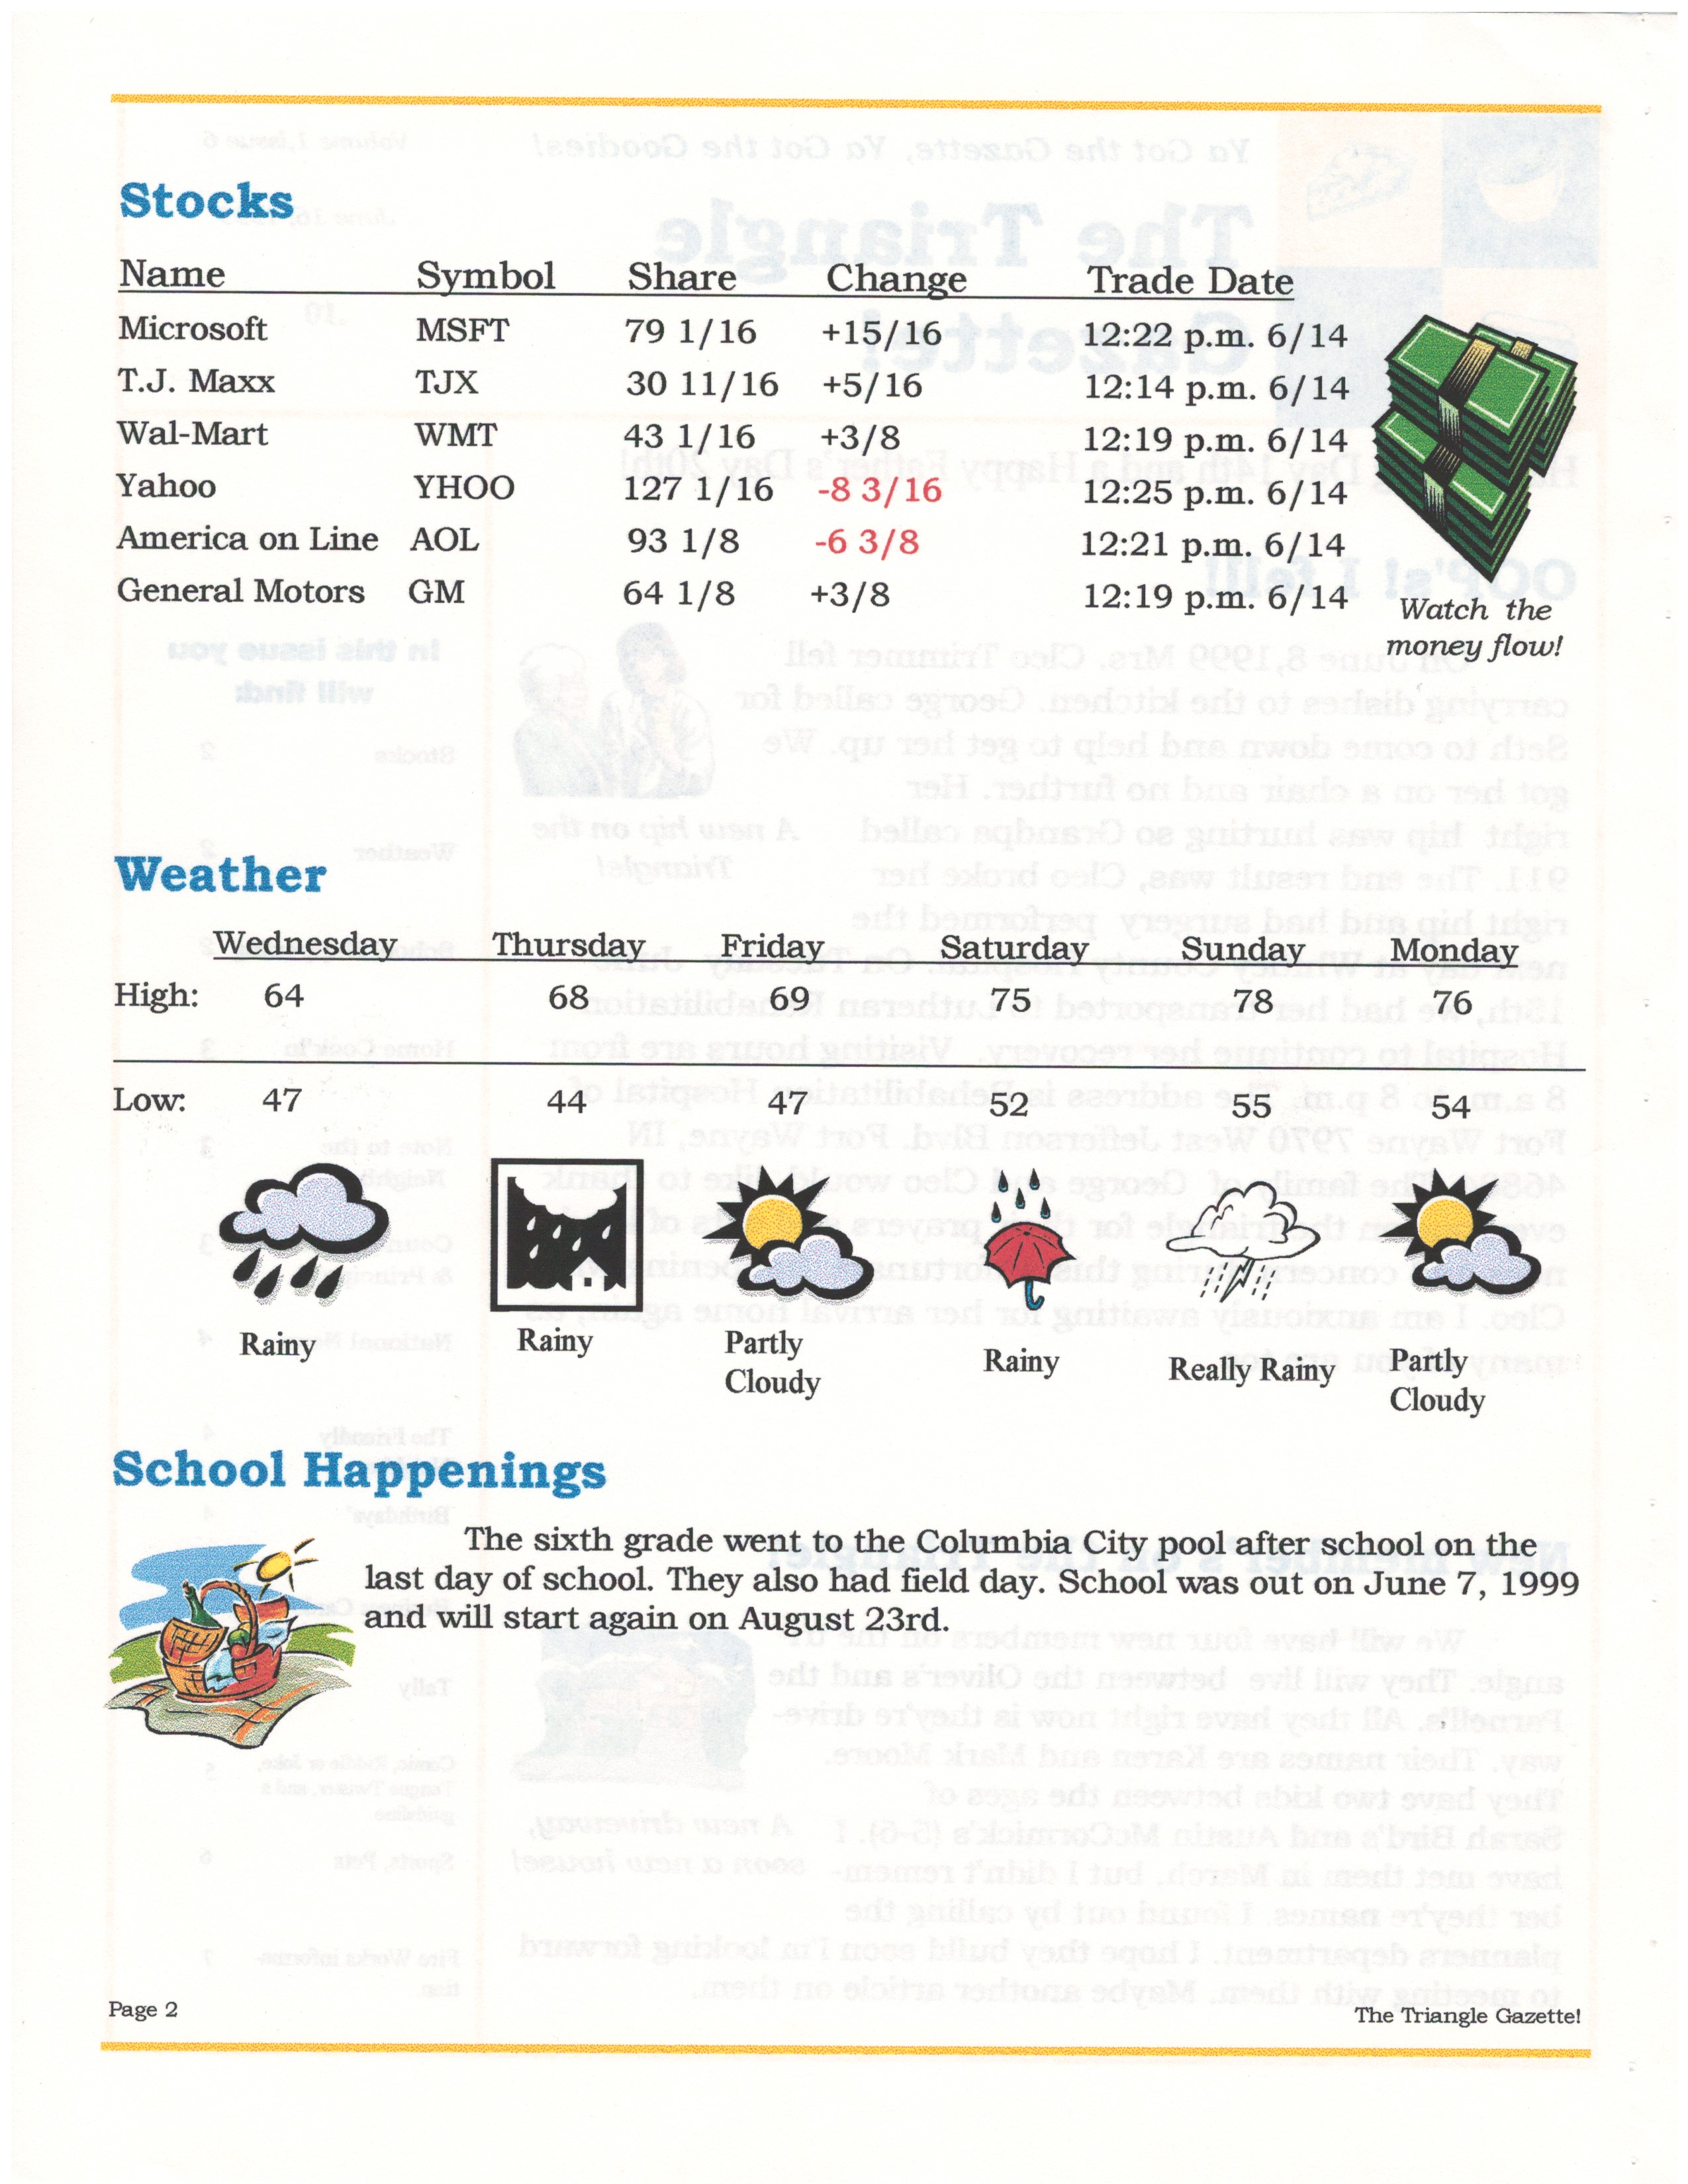 Stocks
Name Symbol Share Change Trade Date
Microsoft MSFT 79 1/16 +15/16 12:22 p.m. 6/14
T.J. Maxx TJX 30 11/16 +5/16 12:14 p.m. 6/14
Wal-Mart WMT 43 1/16 +3/8 12:19 p.m. 6/14
Yahoo YHOO 127 1/16 -8 3/16 12:25 p.m. 6/14
America on Line AOL 93 1/8 -6 3/8 12:21 p.m. 6/14
General Motors GM 64 1/8 +3/8 12:19 p.m. 6/14
Watch the
money flow!
Weather
Wednesday Thursday Friday Saturday Sunday Monday
High: 64 68 69 75 78 76
Low: 47 44 47 52 55 54
Rainy Rainy Partly Cloudy Rainy Really Rainy Partly Cloudy
School Happenings
The sixth grade went to the Columbia City pool after school on the
last day of school. They also had field day. School was out on June 7, 1999
and will start again on August 23rd.
Page 2 The Triangle Gazette!